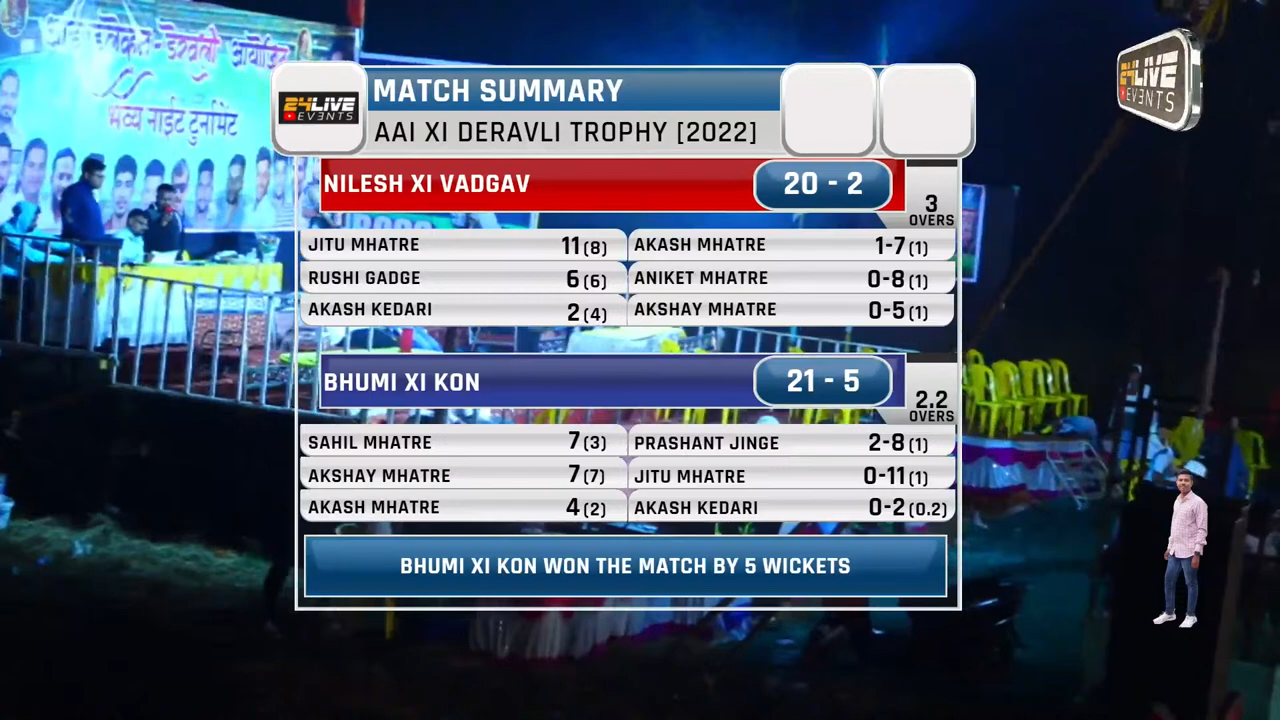 आई एकविरा - डेरवली आयोजित
भव्य नाईट टुर्नामेंट
24LIVE
EVENTS
MATCH SUMMARY
AAI XI DERAVLI TROPHY [2022]
24LIVE
EVENTS
NILESH XI VADGAV 20 - 2
3
OVERS
JITU MHATRE 11 (8) AKASH MHATRE 1-7 (1)
RUSHI GADGE 6 (6) ANIKET MHATRE 0-8 (1)
AKASH KEDARI 2 (4) AKSHAY MHATRE 0-5 (1)
BHUMI XI KON 21 - 5
2.2
OVERS
SAHIL MHATRE 7 (3) PRASHANT JINGE 2-8 (1)
AKSHAY MHATRE 7 (7) JITU MHATRE 0-11 (1)
AKASH MHATRE 4 (2) AKASH KEDARI 0-2 (0.2)
BHUMI XI KON WON THE MATCH BY 5 WICKETS